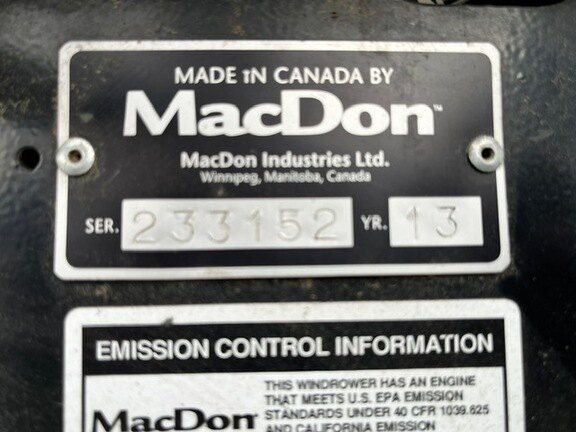 MADE IN CANADA BY
MacDon™
MacDon Industries Ltd.
Winnipeg, Manitoba, Canada
SER. 233152 YR. 13
EMISSION CONTROL INFORMATION
MacDon
THIS WINDROWER HAS AN ENGINE
THAT MEETS U.S. EPA EMISSION
STANDARDS UNDER 40 CFR 1039.625
AND CALIFORNIA EMISSION